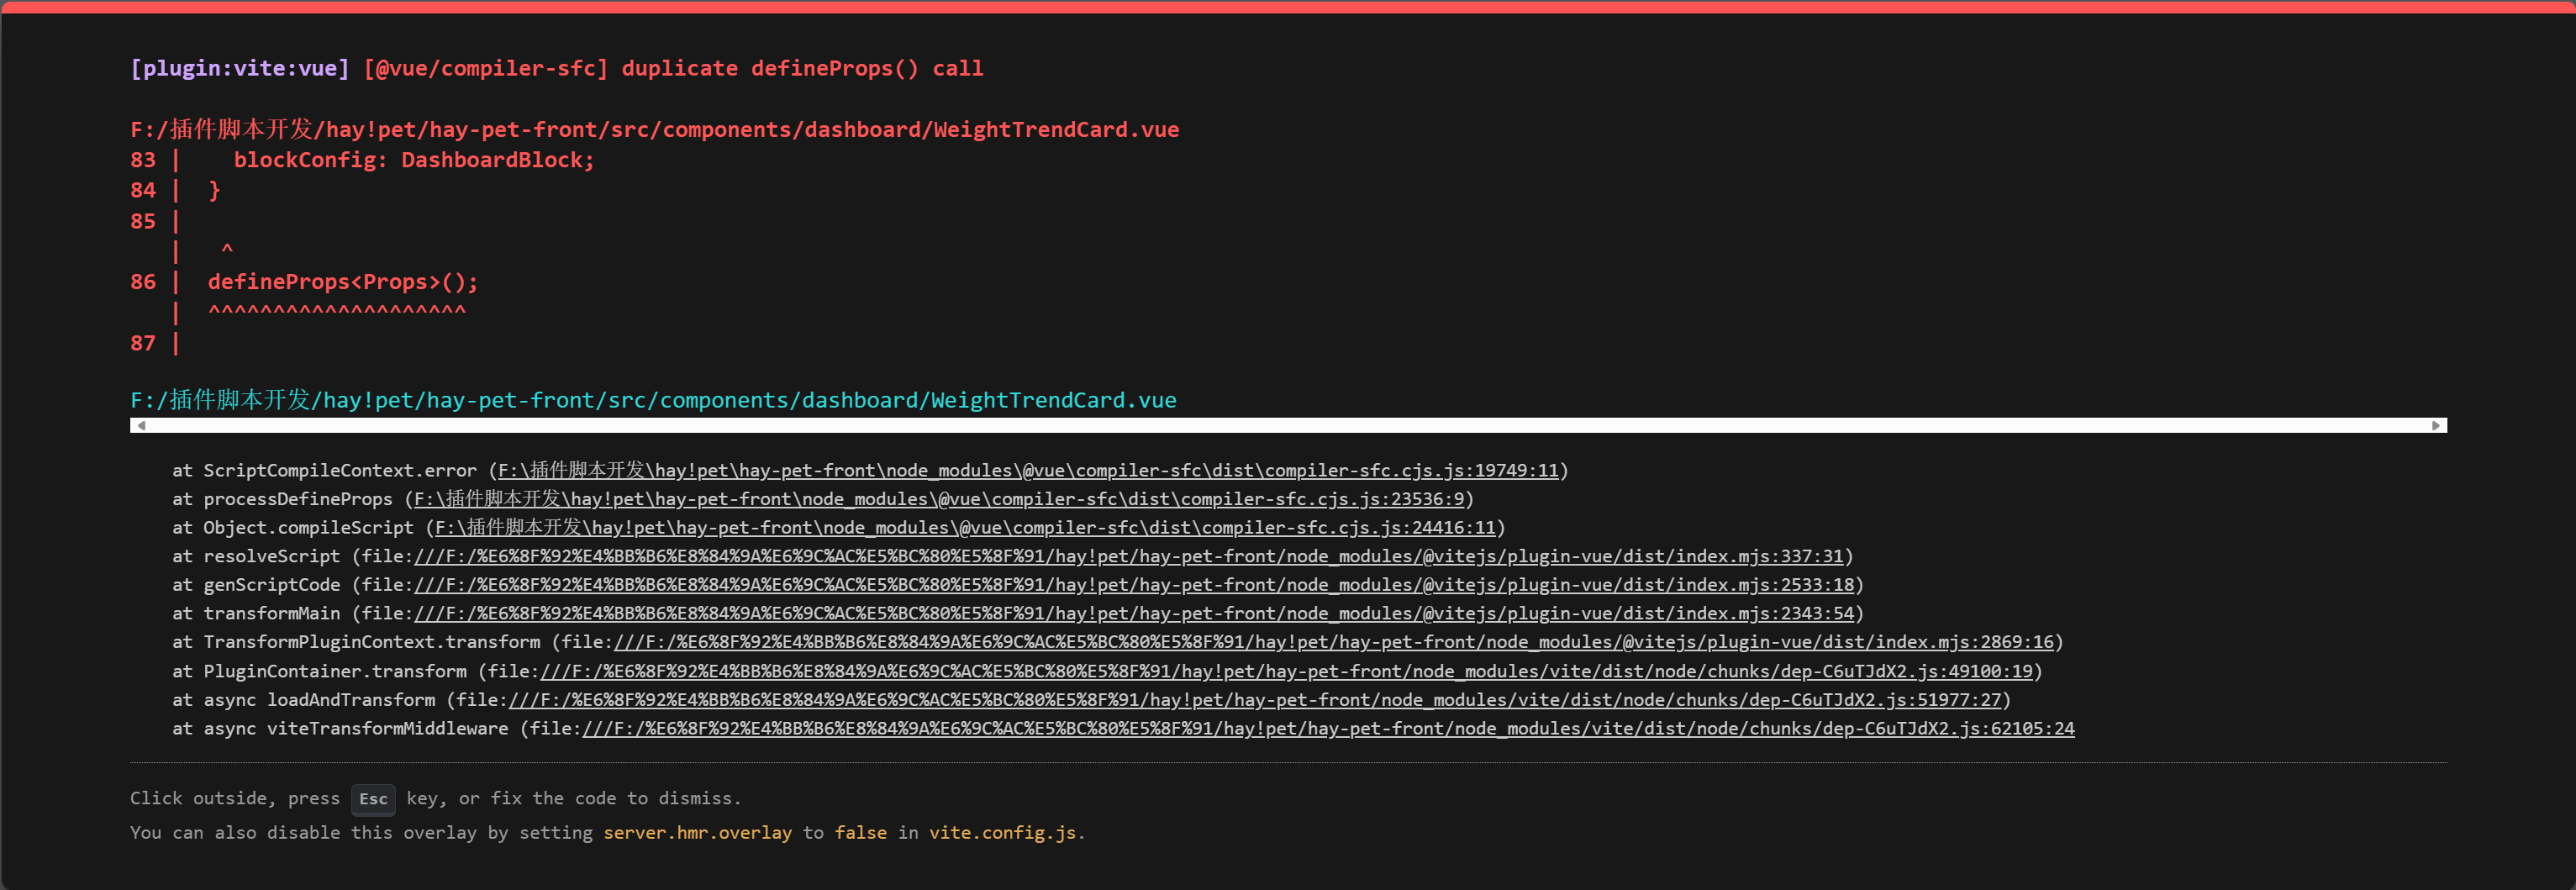 [plugin:vite:vue] [@vue/compiler-sfc] duplicate defineProps() call
F:/插件脚本开发/hay!pet/hay-pet-front/src/components/dashboard/WeightTrendCard.vue
83 |    blockConfig: DashboardBlock;
84 |  }
85 |
   |   ^
86 |  defineProps<Props>();
   |  ^^^^^^^^^^^^^^^^^^^^
87 |
F:/插件脚本开发/hay!pet/hay-pet-front/src/components/dashboard/WeightTrendCard.vue
at ScriptCompileContext.error (F:\插件脚本开发\hay!pet\hay-pet-front\node_modules\@vue\compiler-sfc\dist\compiler-sfc.cjs.js:19749:11)
at processDefineProps (F:\插件脚本开发\hay!pet\hay-pet-front\node_modules\@vue\compiler-sfc\dist\compiler-sfc.cjs.js:23536:9)
at Object.compileScript (F:\插件脚本开发\hay!pet\hay-pet-front\node_modules\@vue\compiler-sfc\dist\compiler-sfc.cjs.js:24416:11)
at resolveScript (file:///F:/%E6%8F%92%E4%BB%B6%E8%84%9A%E6%9C%AC%E5%BC%80%E5%8F%91/hay!pet/hay-pet-front/node_modules/@vitejs/plugin-vue/dist/index.mjs:337:31)
at genScriptCode (file:///F:/%E6%8F%92%E4%BB%B6%E8%84%9A%E6%9C%AC%E5%BC%80%E5%8F%91/hay!pet/hay-pet-front/node_modules/@vitejs/plugin-vue/dist/index.mjs:2533:18)
at transformMain (file:///F:/%E6%8F%92%E4%BB%B6%E8%84%9A%E6%9C%AC%E5%BC%80%E5%8F%91/hay!pet/hay-pet-front/node_modules/@vitejs/plugin-vue/dist/index.mjs:2343:54)
at TransformPluginContext.transform (file:///F:/%E6%8F%92%E4%BB%B6%E8%84%9A%E6%9C%AC%E5%BC%80%E5%8F%91/hay!pet/hay-pet-front/node_modules/@vitejs/plugin-vue/dist/index.mjs:2869:16)
at PluginContainer.transform (file:///F:/%E6%8F%92%E4%BB%B6%E8%84%9A%E6%9C%AC%E5%BC%80%E5%8F%91/hay!pet/hay-pet-front/node_modules/vite/dist/node/chunks/dep-C6uTJdX2.js:49100:19)
at async loadAndTransform (file:///F:/%E6%8F%92%E4%BB%B6%E8%84%9A%E6%9C%AC%E5%BC%80%E5%8F%91/hay!pet/hay-pet-front/node_modules/vite/dist/node/chunks/dep-C6uTJdX2.js:51977:27)
at async viteTransformMiddleware (file:///F:/%E6%8F%92%E4%BB%B6%E8%84%9A%E6%9C%AC%E5%BC%80%E5%8F%91/hay!pet/hay-pet-front/node_modules/vite/dist/node/chunks/dep-C6uTJdX2.js:62105:24
Click outside, press Esc key, or fix the code to dismiss.
You can also disable this overlay by setting server.hmr.overlay to false in vite.config.js.